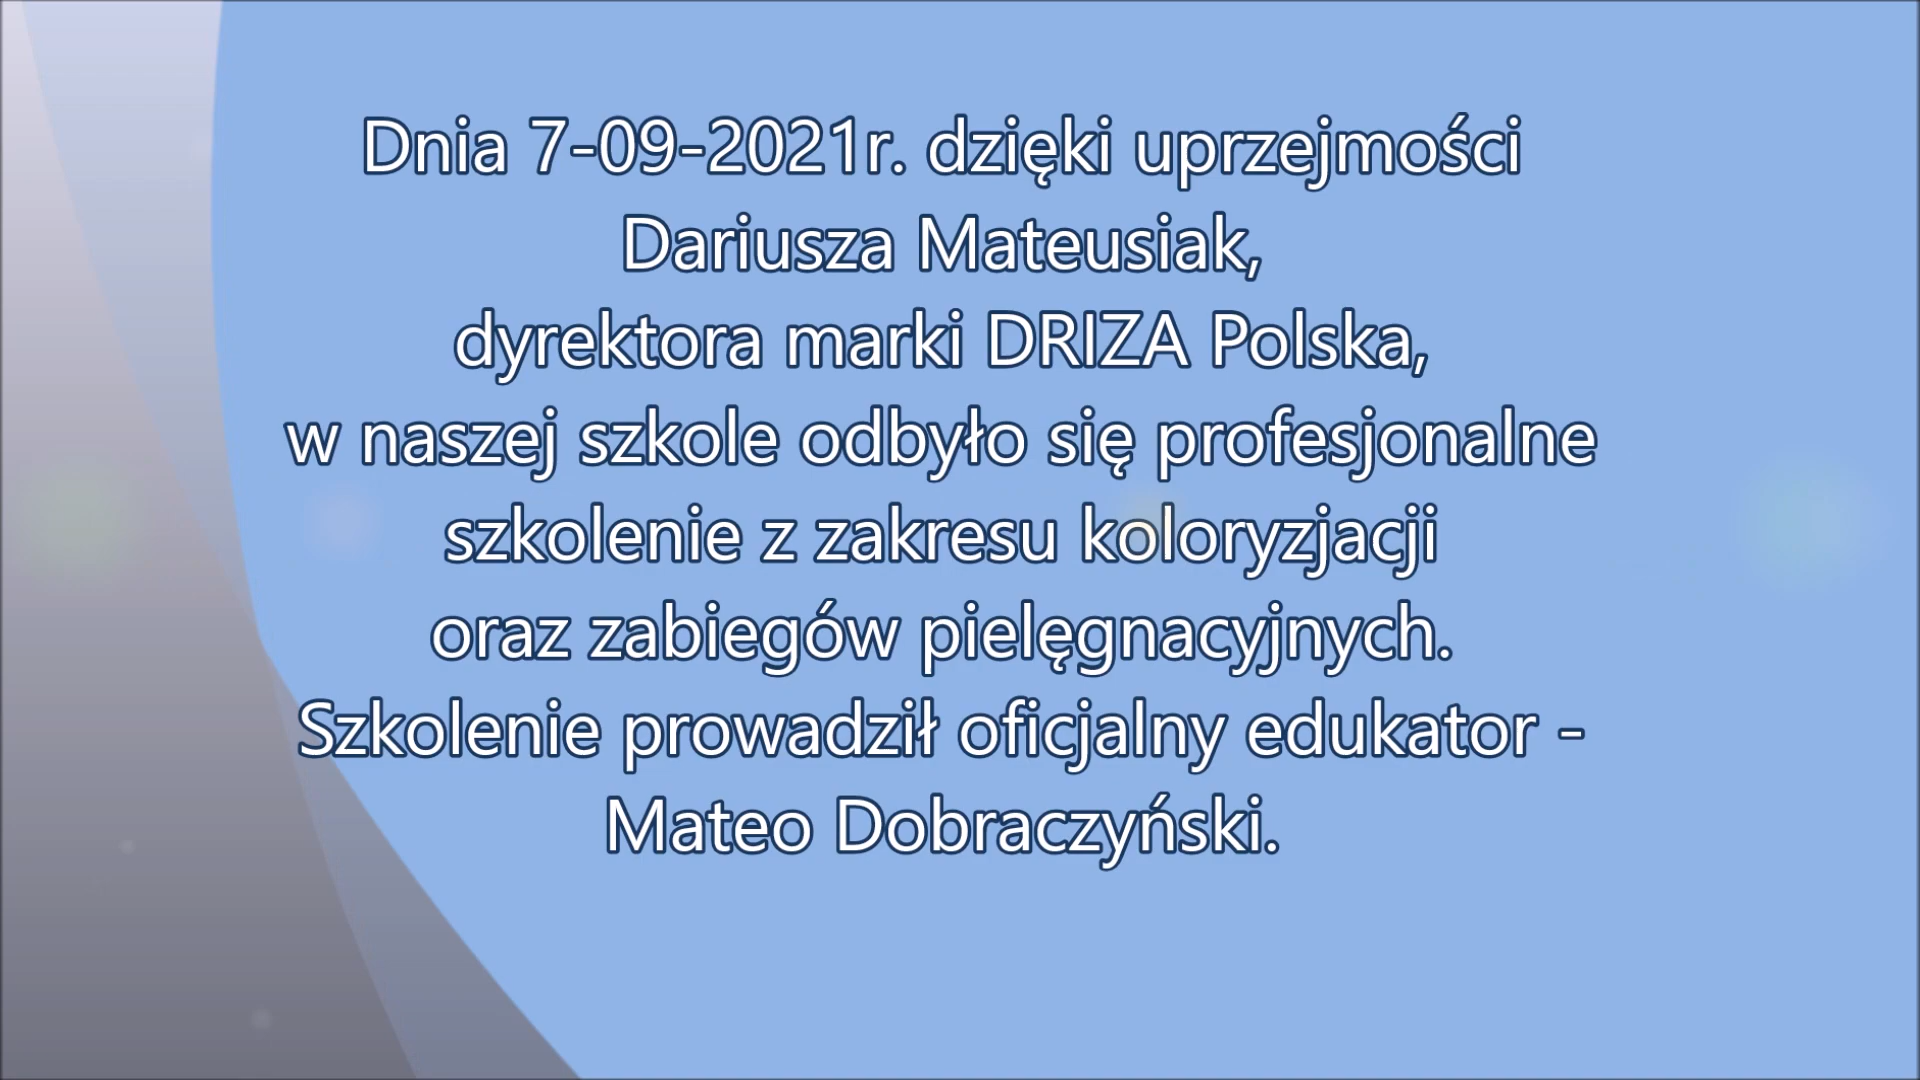 Dnia 7-09-2021r. dzięki uprzejmości
Dariusza Mateusiak,
dyrektora marki DRIZA Polska,
w naszej szkole odbyło się profesjonalne
szkolenie z zakresu koloryzjacji
oraz zabiegów pielęgnacyjnych.
Szkolenie prowadził oficjalny edukator -
Mateo Dobraczyński.